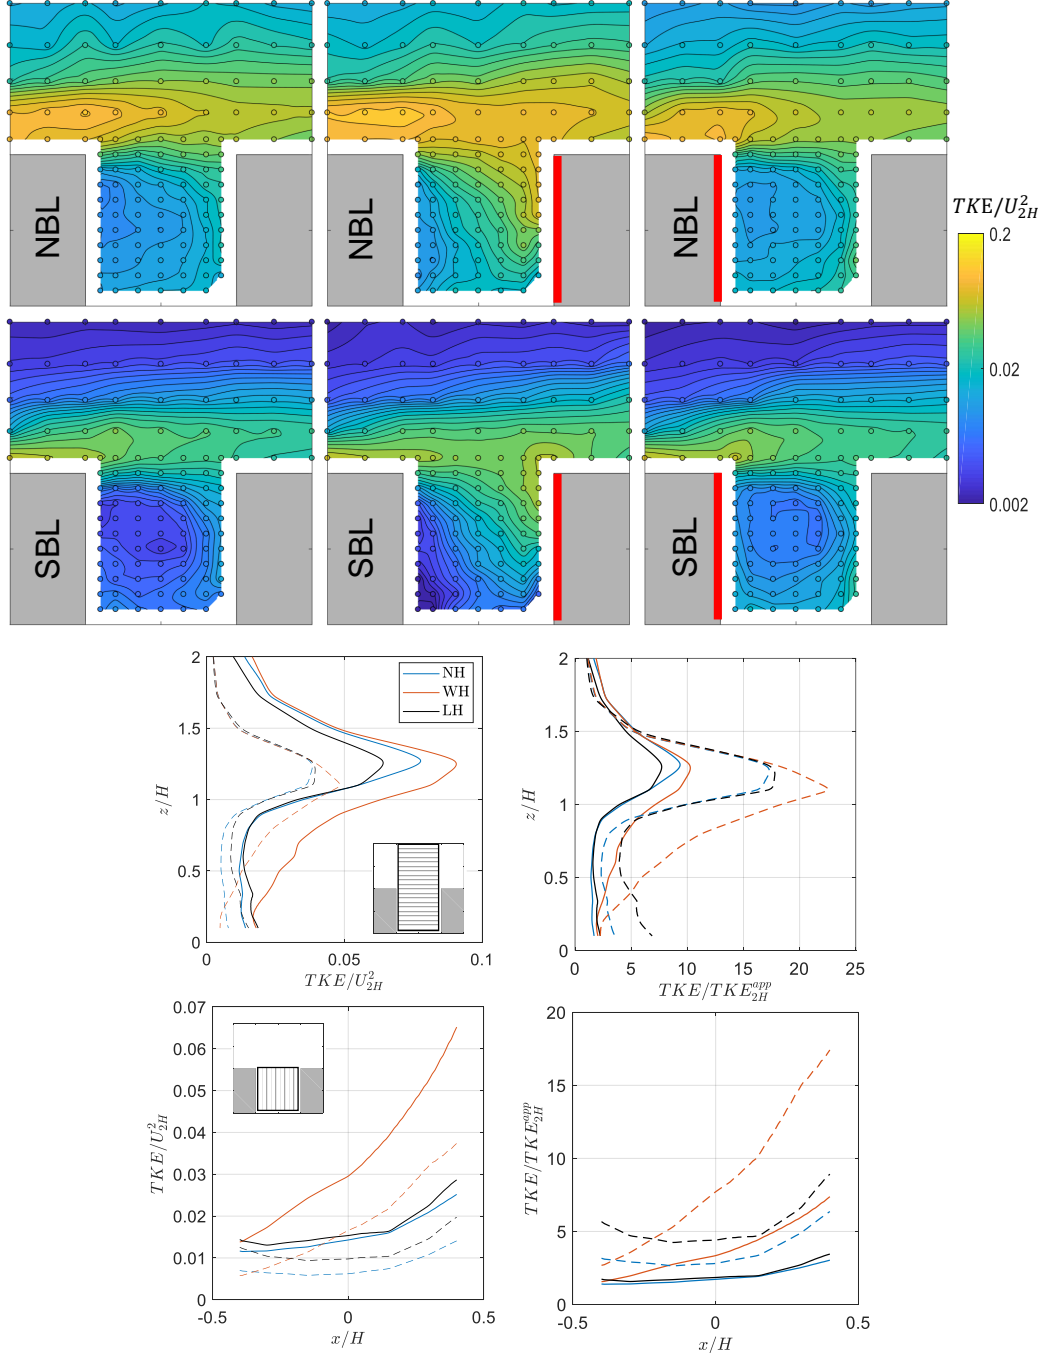 NBL
NBL
NBL
TKE/U²₂H
0.2
0.02
0.002
SBL
SBL
SBL
2
1.5
1
0.5
0
z/H
NH
WH
LH
0 0.05 0.1
TKE/U²₂H
2
1.5
1
0.5
0
z/H
0 5 10 15 20 25
TKE/TKE^app_2H
0.07
0.06
0.05
0.04
0.03
0.02
0.01
0
TKE/U²₂H
-0.5 0 0.5
x/H
20
15
10
5
0
TKE/TKE^app_2H
-0.5 0 0.5
x/H